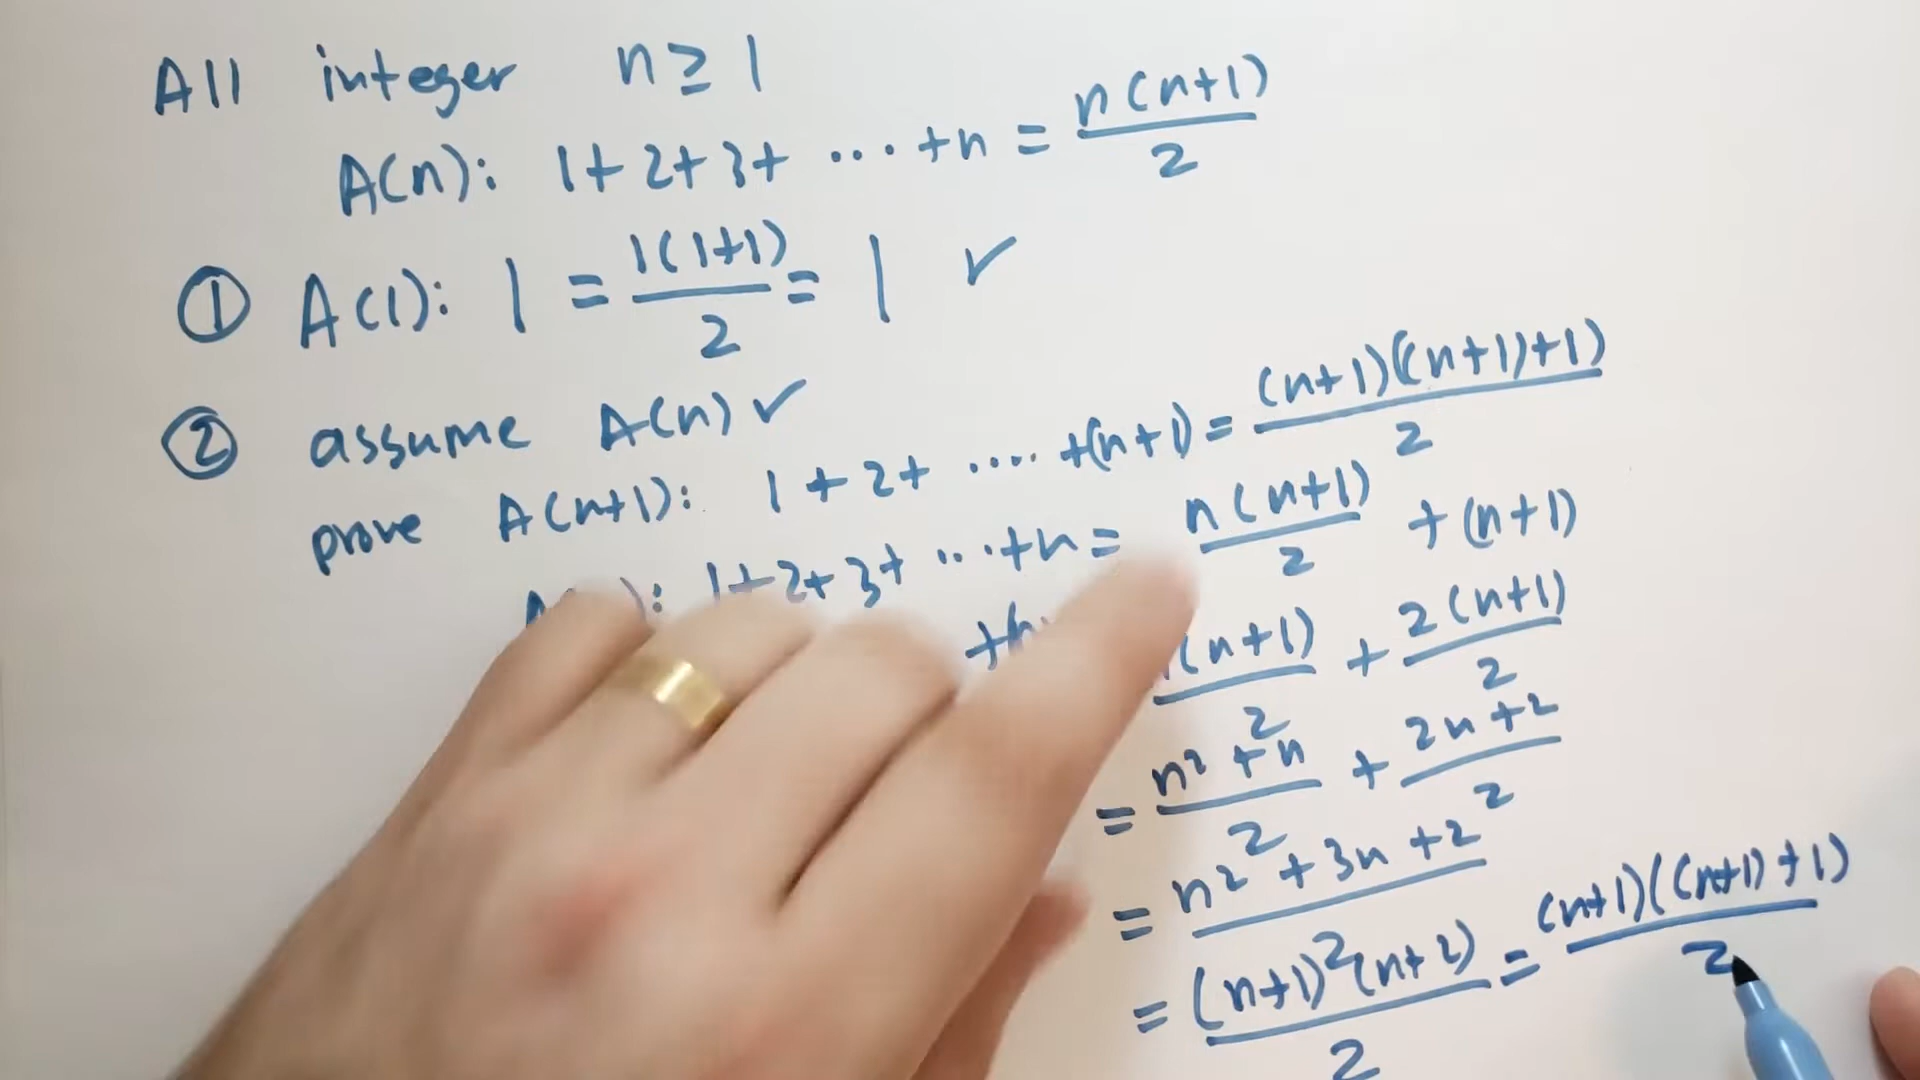 All integer n ≥ 1
A(n): 1+2+3+ ... +n = n(n+1)/2
① A(1): 1 = 1(1+1)/2 = 1 ✓
② assume A(n) ✓
prove A(n+1): 1+2+ .... +(n+1) = (n+1)((n+1)+1)/2
1+2+3+ ... +n = n(n+1)/2 + (n+1)
(n+1)/2 + 2(n+1)/2
= n²+n/2 + 2n+2/2
= n²+3n+2/2
= (n+1)(n+2)/2 = (n+1)((n+1)+1)/2